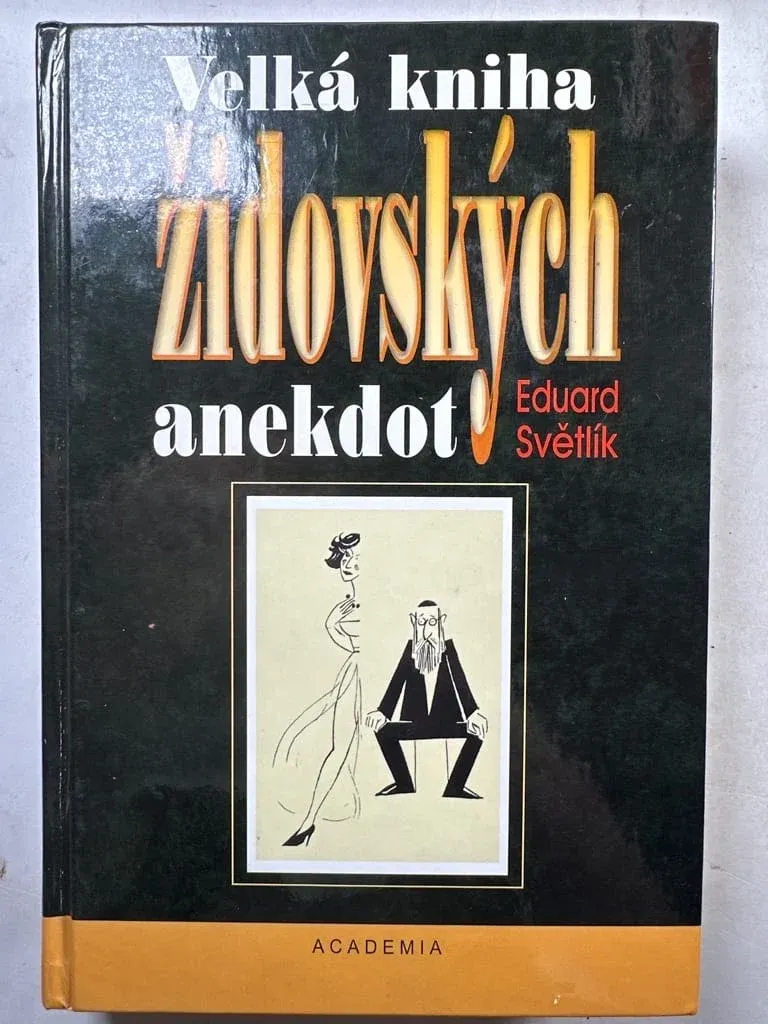 Velká kniha
židovských
anekdot
Eduard
Světlík
ACADEMIA